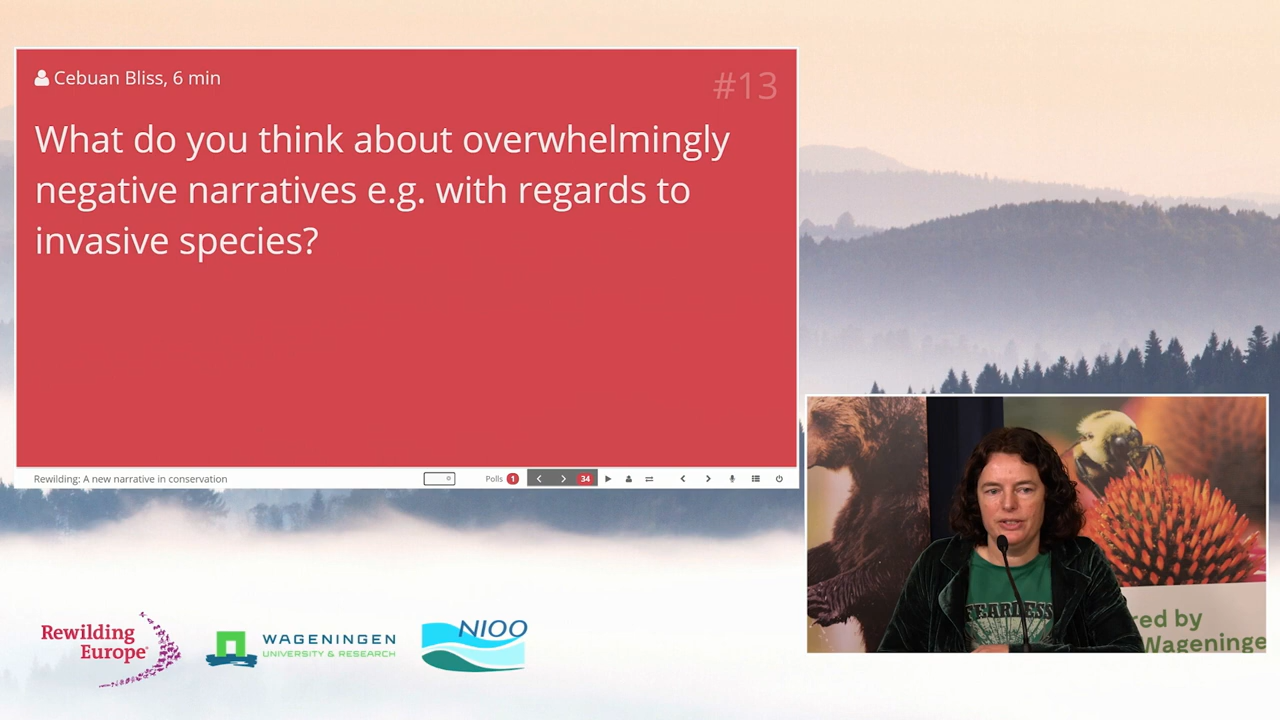 Cebuan Bliss, 6 min
#13
What do you think about overwhelmingly
negative narratives e.g. with regards to
invasive species?
Rewilding: A new narrative in conservation
Polls 1
34
FEARLESS
red by
Wageninge
Rewilding
Europe
WAGENINGEN
UNIVERSITY & RESEARCH
NIOO